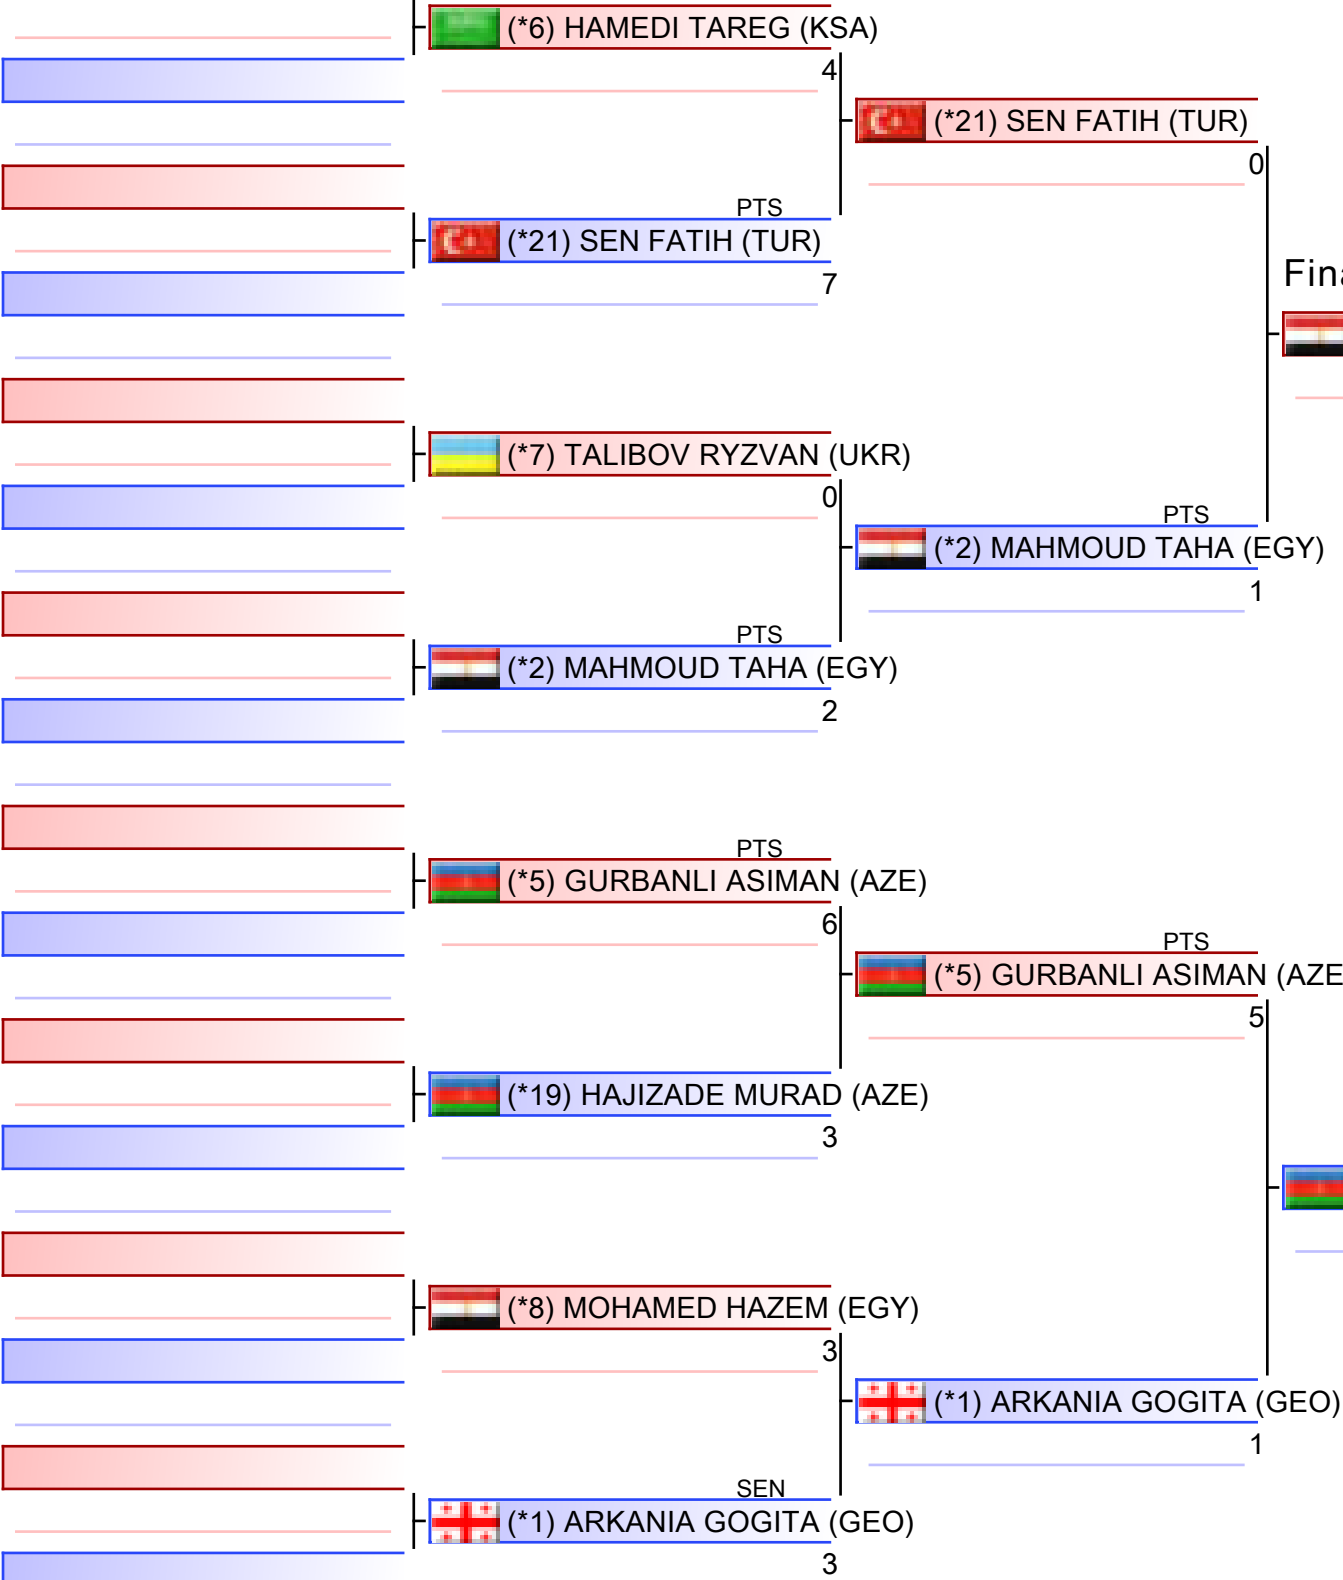 (*6) HAMEDI TAREG (KSA)
4
(*21) SEN FATIH (TUR)
0
PTS
(*21) SEN FATIH (TUR)
7
Fina
(*7) TALIBOV RYZVAN (UKR)
0
PTS
(*2) MAHMOUD TAHA (EGY)
1
PTS
(*2) MAHMOUD TAHA (EGY)
2
PTS
(*5) GURBANLI ASIMAN (AZE)
6
PTS
(*5) GURBANLI ASIMAN (AZE
5
(*19) HAJIZADE MURAD (AZE)
3
(*8) MOHAMED HAZEM (EGY)
3
(*1) ARKANIA GOGITA (GEO)
1
SEN
(*1) ARKANIA GOGITA (GEO)
3